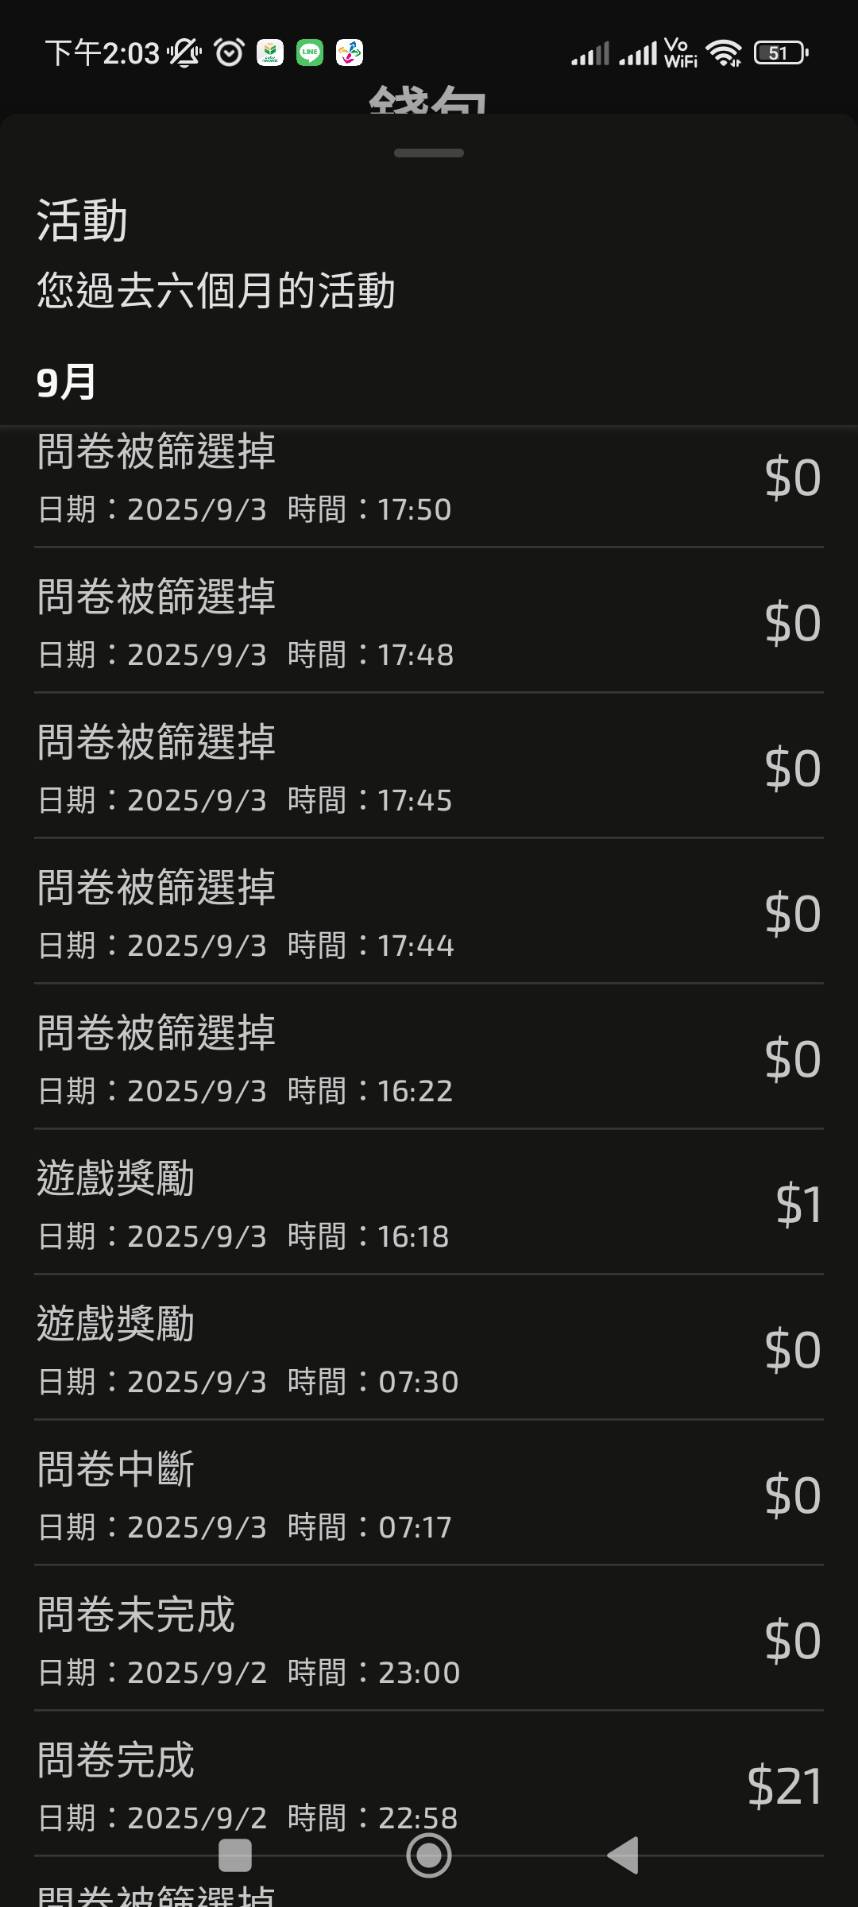 下午2:03
LINE
Vo
WiFi
51
錢包
活動
您過去六個月的活動
9月
問卷被篩選掉
$0
日期：2025/9/3 時間：17:50
問卷被篩選掉
$0
日期：2025/9/3 時間：17:48
問卷被篩選掉
$0
日期：2025/9/3 時間：17:45
問卷被篩選掉
$0
日期：2025/9/3 時間：17:44
問卷被篩選掉
$0
日期：2025/9/3 時間：16:22
遊戲獎勵
$1
日期：2025/9/3 時間：16:18
遊戲獎勵
$0
日期：2025/9/3 時間：07:30
問卷中斷
$0
日期：2025/9/3 時間：07:17
問卷未完成
$0
日期：2025/9/2 時間：23:00
問卷完成
$21
日期：2025/9/2 時間：22:58
問卷被篩選掉